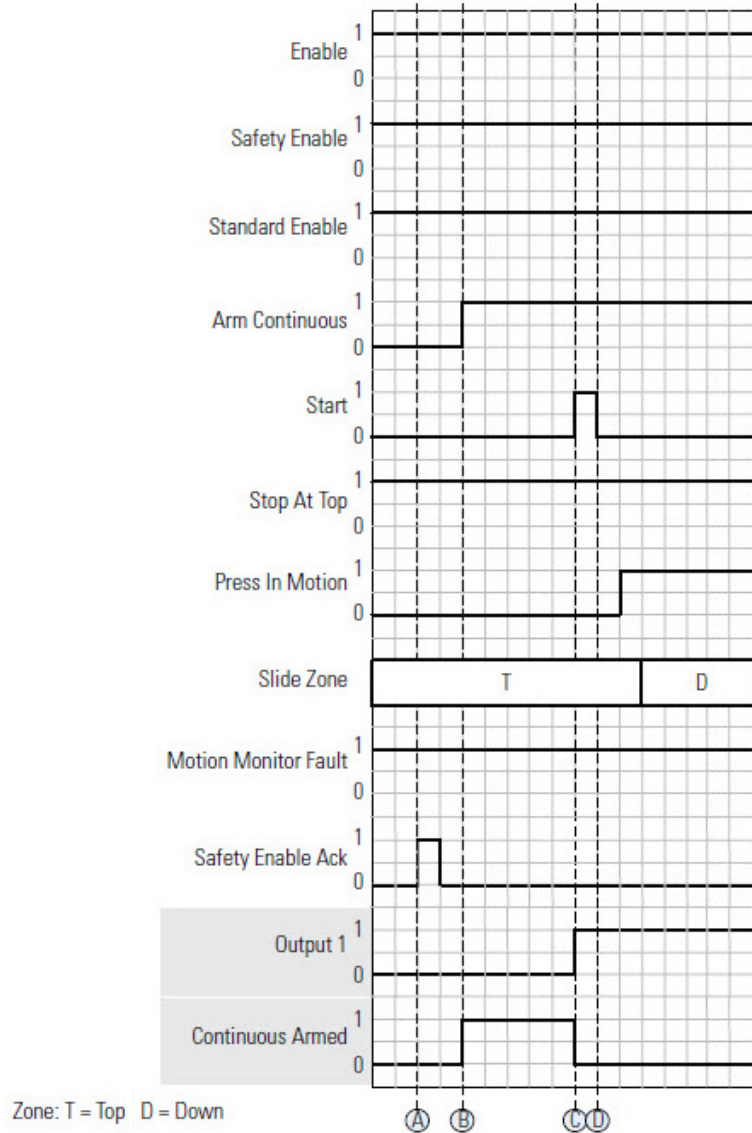 1
Enable
0
1
Safety Enable
0
1
Standard Enable
0
1
Arm Continuous
0
1
Start
0
1
Stop At Top
0
1
Press In Motion
0
Slide Zone T D
1
Motion Monitor Fault
0
1
Safety Enable Ack
0
1
Output 1
0
1
Continuous Armed
0
Zone: T = Top D = Down
A B C D